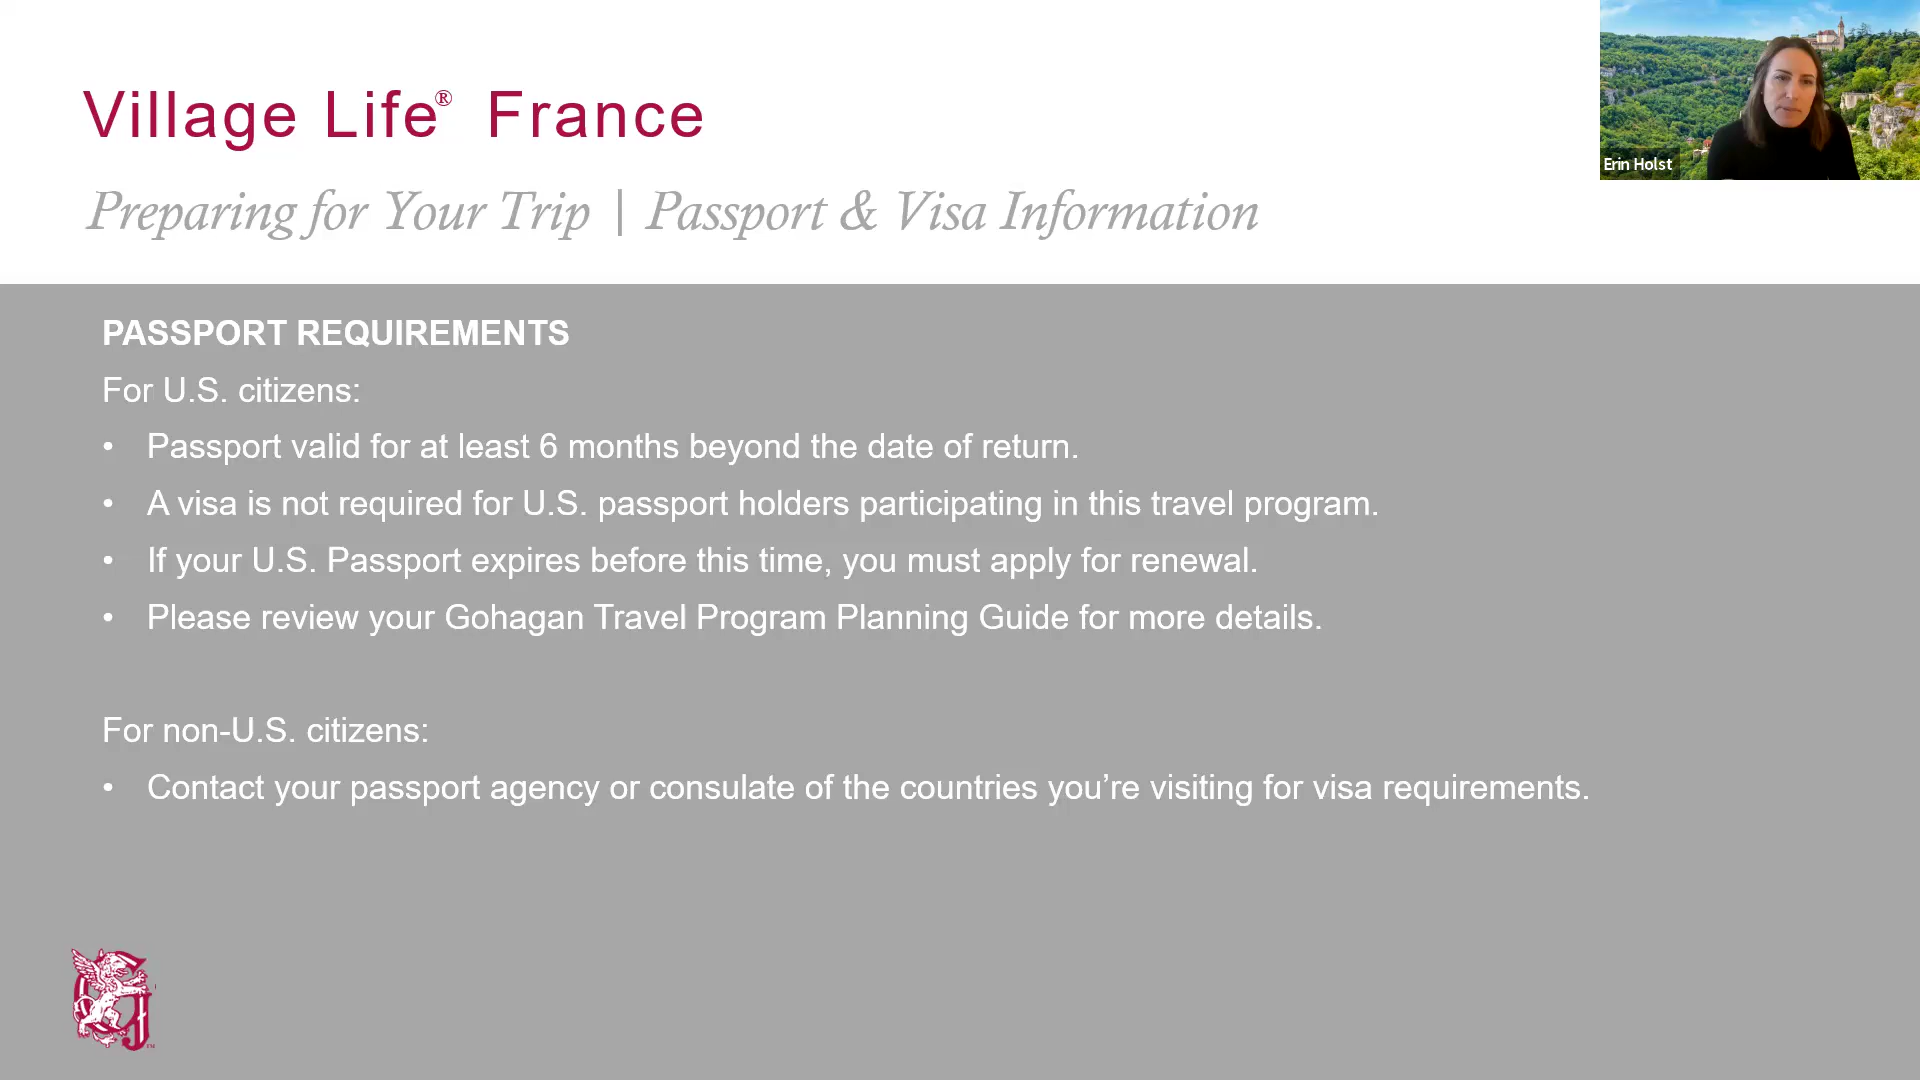 Village Life® France
Erin Holst
Preparing for Your Trip | Passport & Visa Information
PASSPORT REQUIREMENTS
For U.S. citizens:
• Passport valid for at least 6 months beyond the date of return.
• A visa is not required for U.S. passport holders participating in this travel program.
• If your U.S. Passport expires before this time, you must apply for renewal.
• Please review your Gohagan Travel Program Planning Guide for more details.
For non-U.S. citizens:
• Contact your passport agency or consulate of the countries you’re visiting for visa requirements.